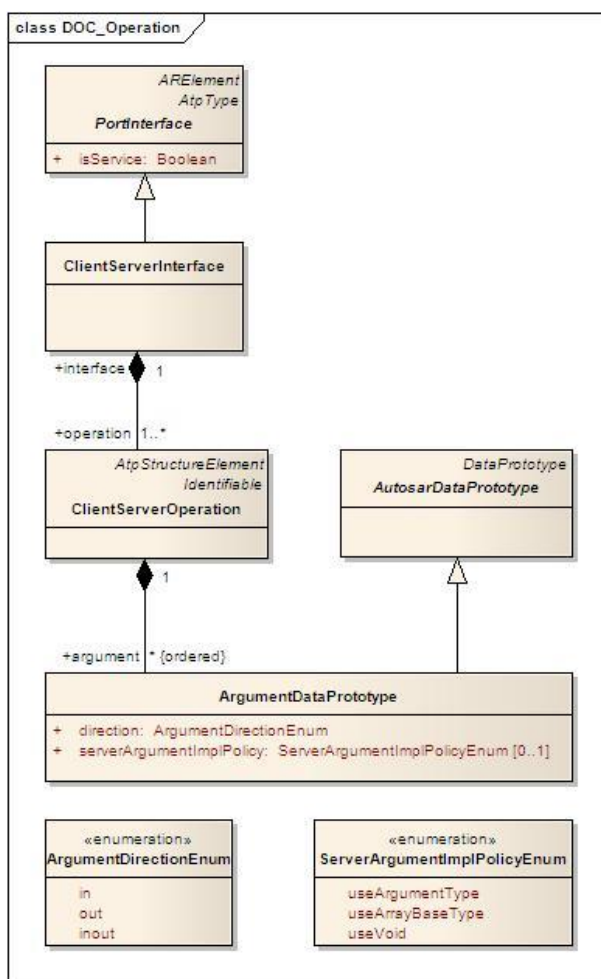 class DOC_Operation
ARElement
AtpType
PortInterface
+ isService: Boolean
ClientServerInterface
+interface 1
+operation 1..*
AtpStructureElement
Identifiable
ClientServerOperation
DataPrototype
AutosarDataPrototype
1
+argument * {ordered}
ArgumentDataPrototype
+ direction: ArgumentDirectionEnum
+ serverArgumentImplPolicy: ServerArgumentImplPolicyEnum [0..1]
«enumeration»
ArgumentDirectionEnum
in
out
inout
«enumeration»
ServerArgumentImplPolicyEnum
useArgumentType
useArrayBaseType
useVoid